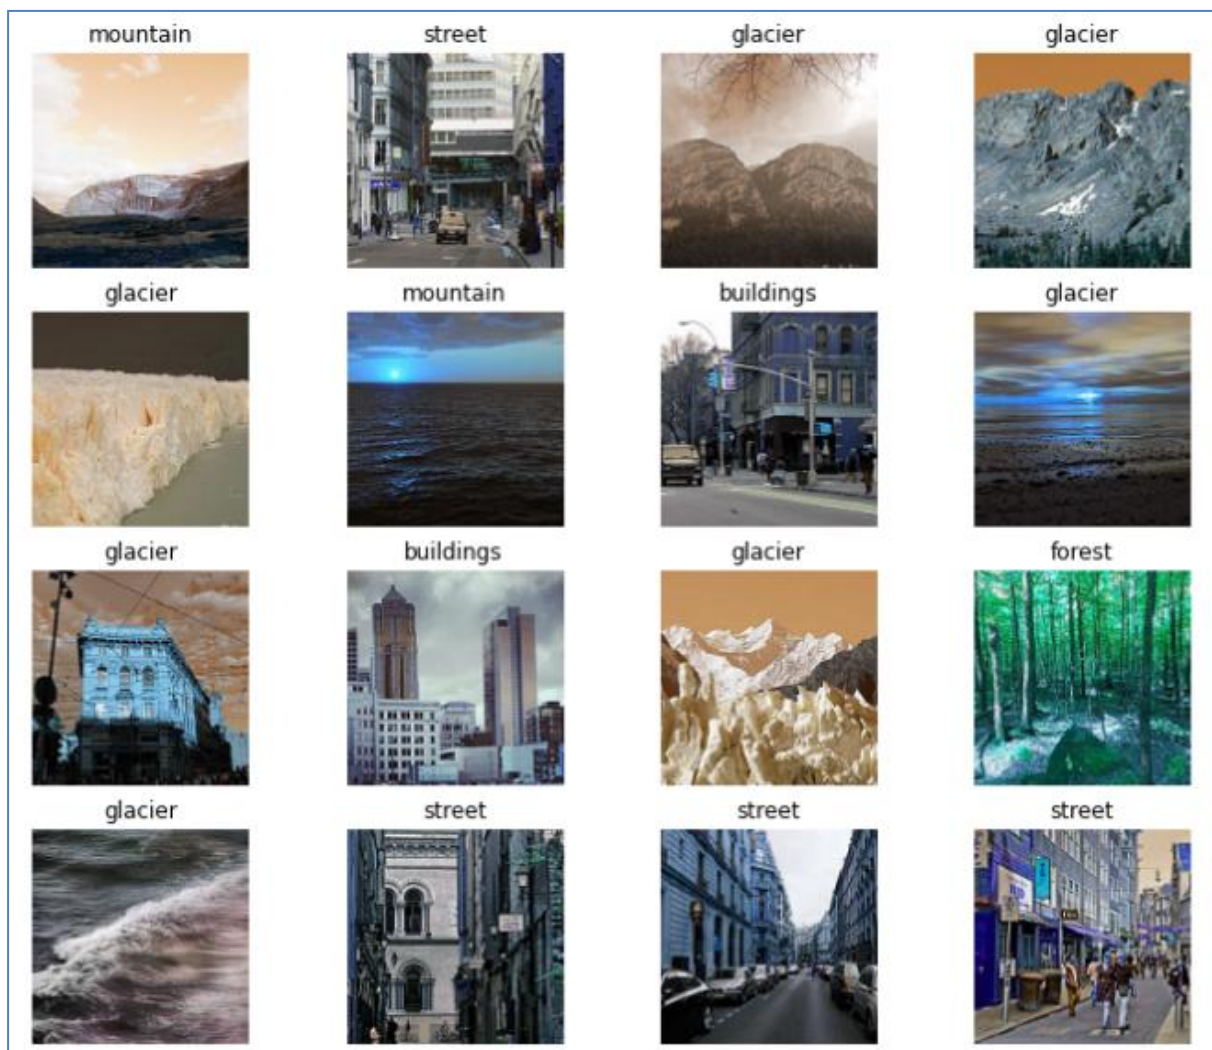 mountain street glacier glacier
glacier mountain buildings glacier
glacier buildings glacier forest
glacier street street street